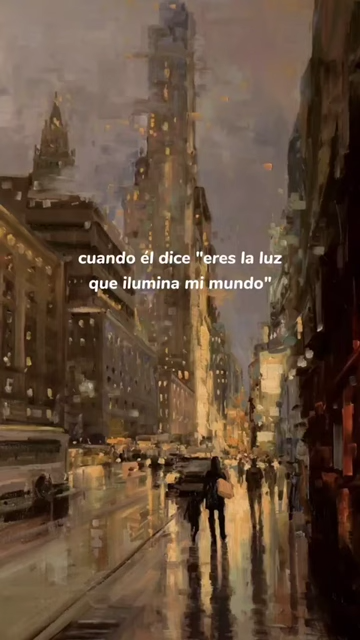 cuando él dice "eres la luz
que ilumina mi mundo"